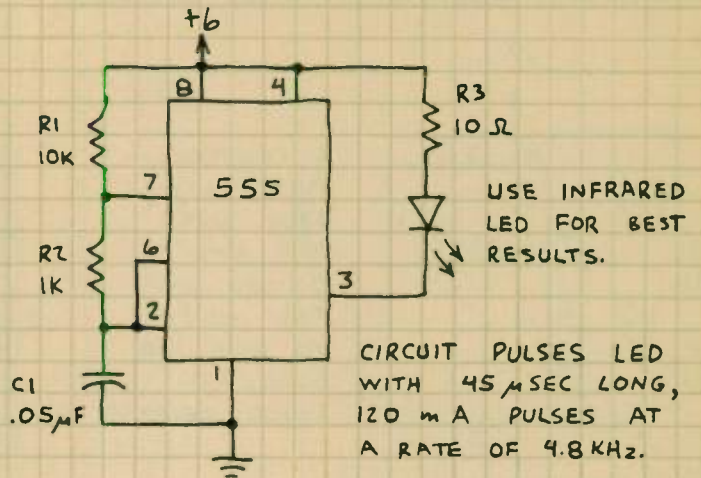 +6
8
4
R1
10K
R3
10 Ω
7
555
USE INFRARED
LED FOR BEST
RESULTS.
R2
1K
6
2
3
1
C1
.05μF
CIRCUIT PULSES LED
WITH 45 μSEC LONG,
120 mA PULSES AT
A RATE OF 4.8 KHz.